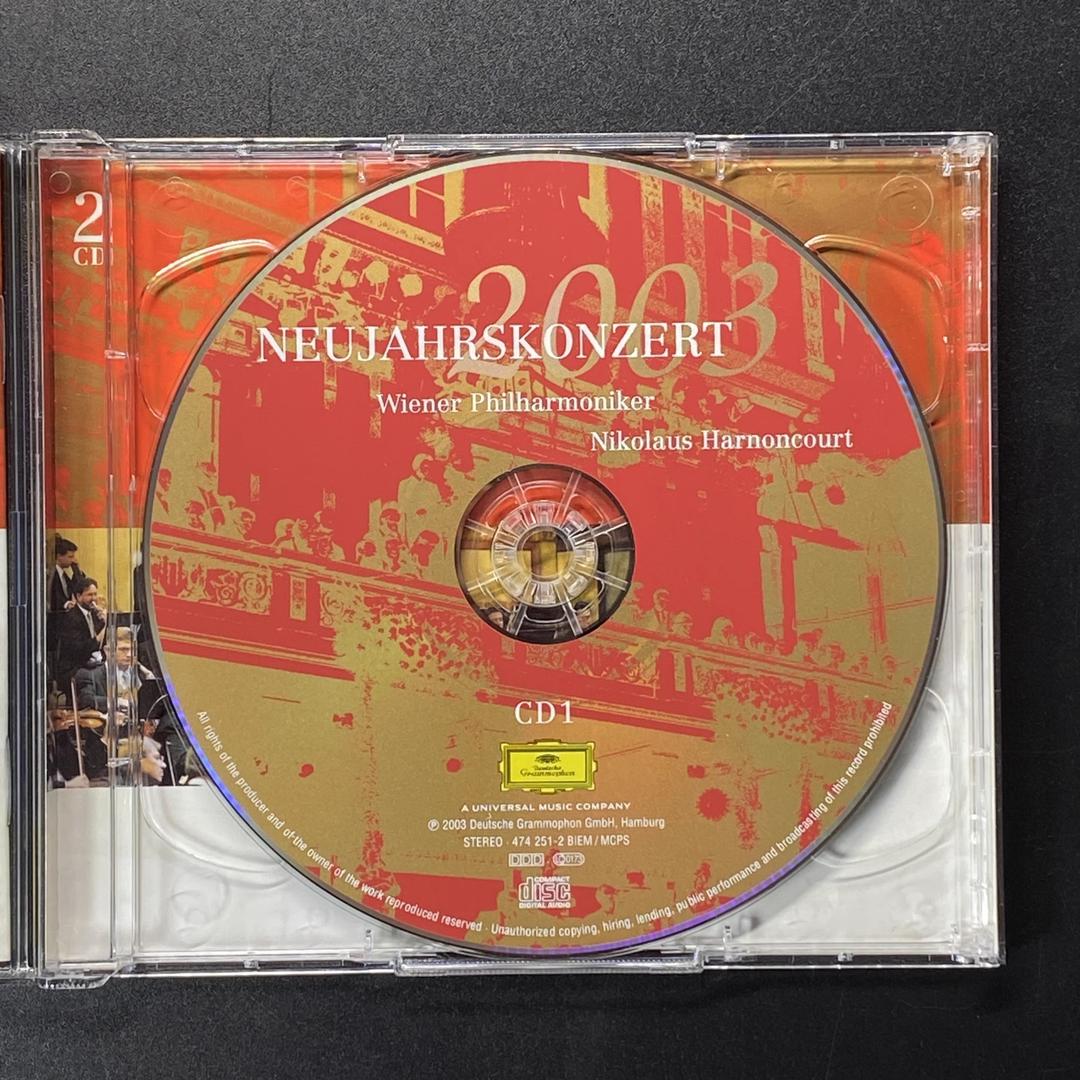 2
CD
2003
NEUJAHRSKONZERT
Wiener Philharmoniker
Nikolaus Harnoncourt
CD 1
Deutsche
Grammophon
A UNIVERSAL MUSIC COMPANY
℗ 2003 Deutsche Grammophon GmbH, Hamburg
STEREO · 474 251-2 BIEM / MCPS
DDD
COMPACT
disc
DIGITAL AUDIO
All rights of the producer and of the owner of the work reproduced reserved · Unauthorized copying, hiring, lending, public performance and broadcasting of this record prohibited